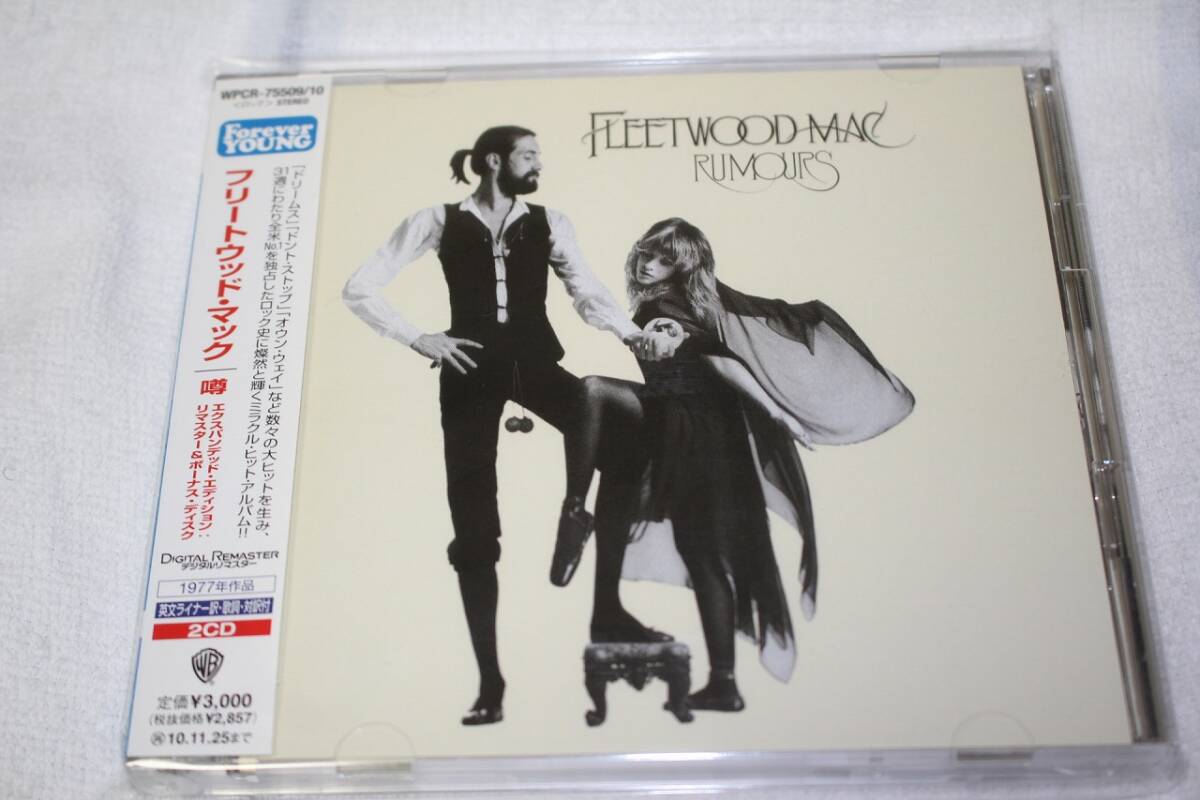 WPCR-75509/10
<ロック> STEREO
Forever
YOUNG
「ドリームス」「ドント・ストップ」「オウン・ウェイ」など数々の大ヒットを生み、
31週にわたり全米No.1を独占したロック史に燦然と輝くミラクル・ヒット・アルバム!!
フリートウッド・マック
噂
エクスパンデッド・エディション:
リマスター&ボーナス・ディスク
DIGITAL REMASTER
デジタルリマスター
1977年作品
英文ライナー訳・歌詞・対訳付
2CD
WB
定価¥3,000
(税抜価格¥2,857)
10.11.25まで
FLEETWOOD MAC
RUMOURS